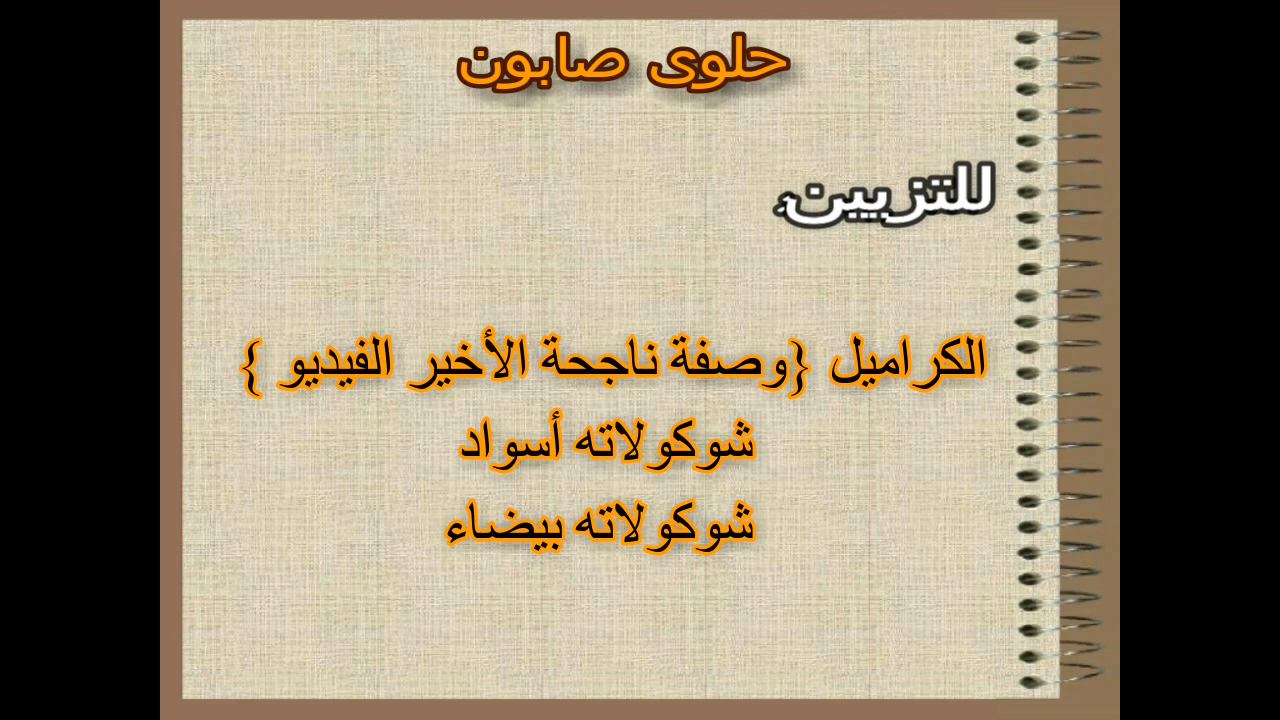 حلوى صابون
للتزيين
الكراميل {وصفة ناجحة الأخير الفيديو }
شوكولاته أسواد
شوكولاته بيضاء